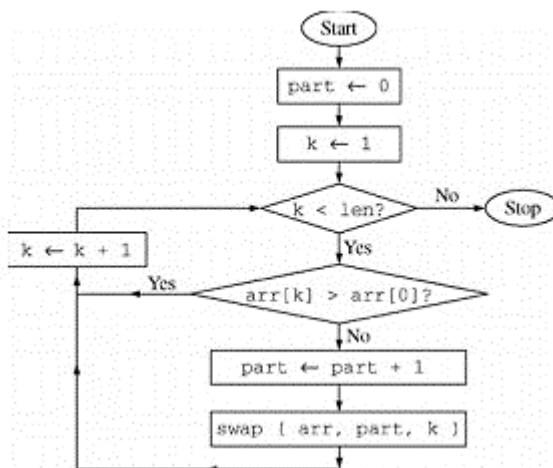 Start
part ← 0
k ← 1
k < len?
No
Stop
Yes
k ← k + 1
arr[k] > arr[0]?
Yes
No
part ← part + 1
swap ( arr, part, k )